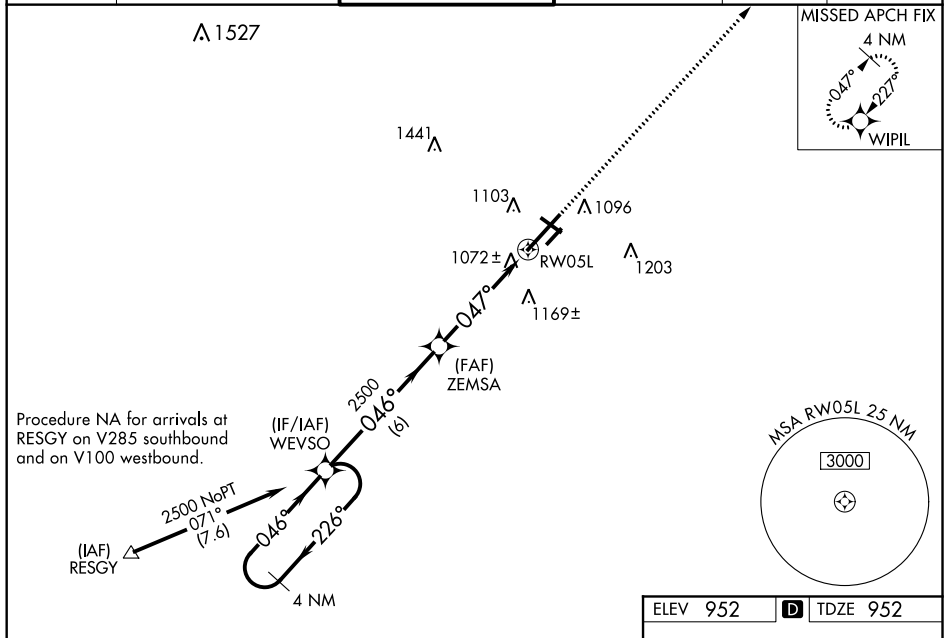 1527
MISSED APCH FIX
4 NM
047°
227°
WIPIL
1441
1103
1096
1072±
RW05L
1203
1169±
047°
(FAF)
ZEMSA
2500
046°
(6)
(IF/IAF)
WEVSO
Procedure NA for arrivals at
RESGY on V285 southbound
and on V100 westbound.
2500 NoPT
071°
(7.6)
(IAF)
RESGY
046°
226°
4 NM
MSA RW05L 25 NM
3000
ELEV 952 D TDZE 952